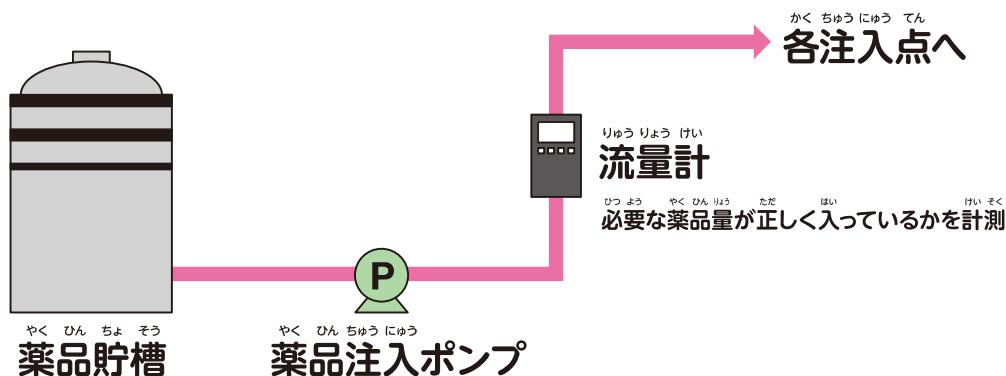 かく ちゅう にゅう てん
各注入点へ
りゅう りょう けい
流量計
ひつ よう やく ひん りょう ただ はい けい そく
必要な薬品量が正しく入っているかを計測
P
やく ひん ちょ そう
薬品貯槽
やく ひん ちゅう にゅう
薬品注入ポンプ